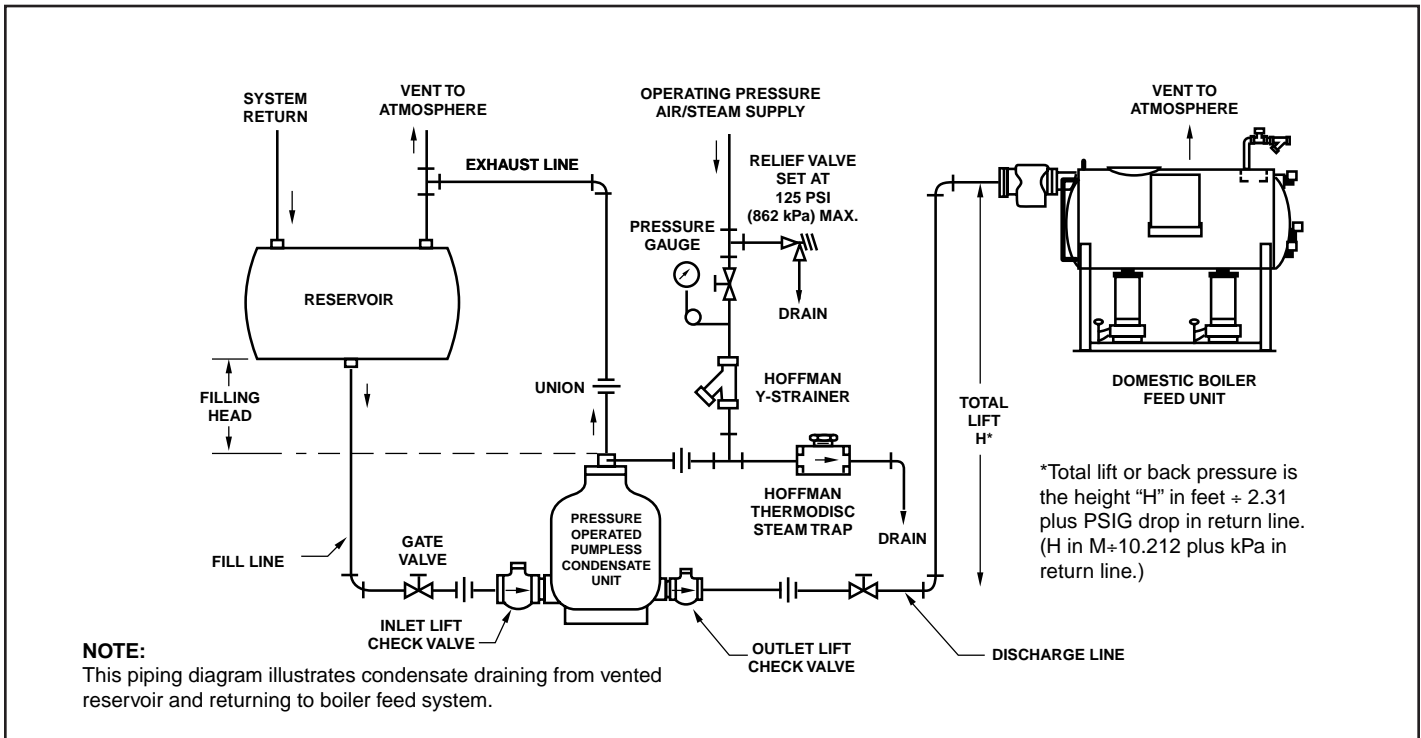 SYSTEM
RETURN
VENT TO
ATMOSPHERE
EXHAUST LINE
OPERATING PRESSURE
AIR/STEAM SUPPLY
RELIEF VALVE
SET AT
125 PSI
(862 kPa) MAX.
PRESSURE
GAUGE
DRAIN
VENT TO
ATMOSPHERE
RESERVOIR
FILLING
HEAD
UNION
HOFFMAN
Y-STRAINER
TOTAL
LIFT
H*
DOMESTIC BOILER
FEED UNIT
HOFFMAN
THERMODISC
STEAM TRAP
DRAIN
*Total lift or back pressure is
the height “H” in feet ÷ 2.31
plus PSIG drop in return line.
(H in M÷10.212 plus kPa in
return line.)
PRESSURE
OPERATED
PUMPLESS
CONDENSATE
UNIT
GATE
VALVE
FILL LINE
INLET LIFT
CHECK VALVE
OUTLET LIFT
CHECK VALVE
DISCHARGE LINE
NOTE:
This piping diagram illustrates condensate draining from vented
reservoir and returning to boiler feed system.